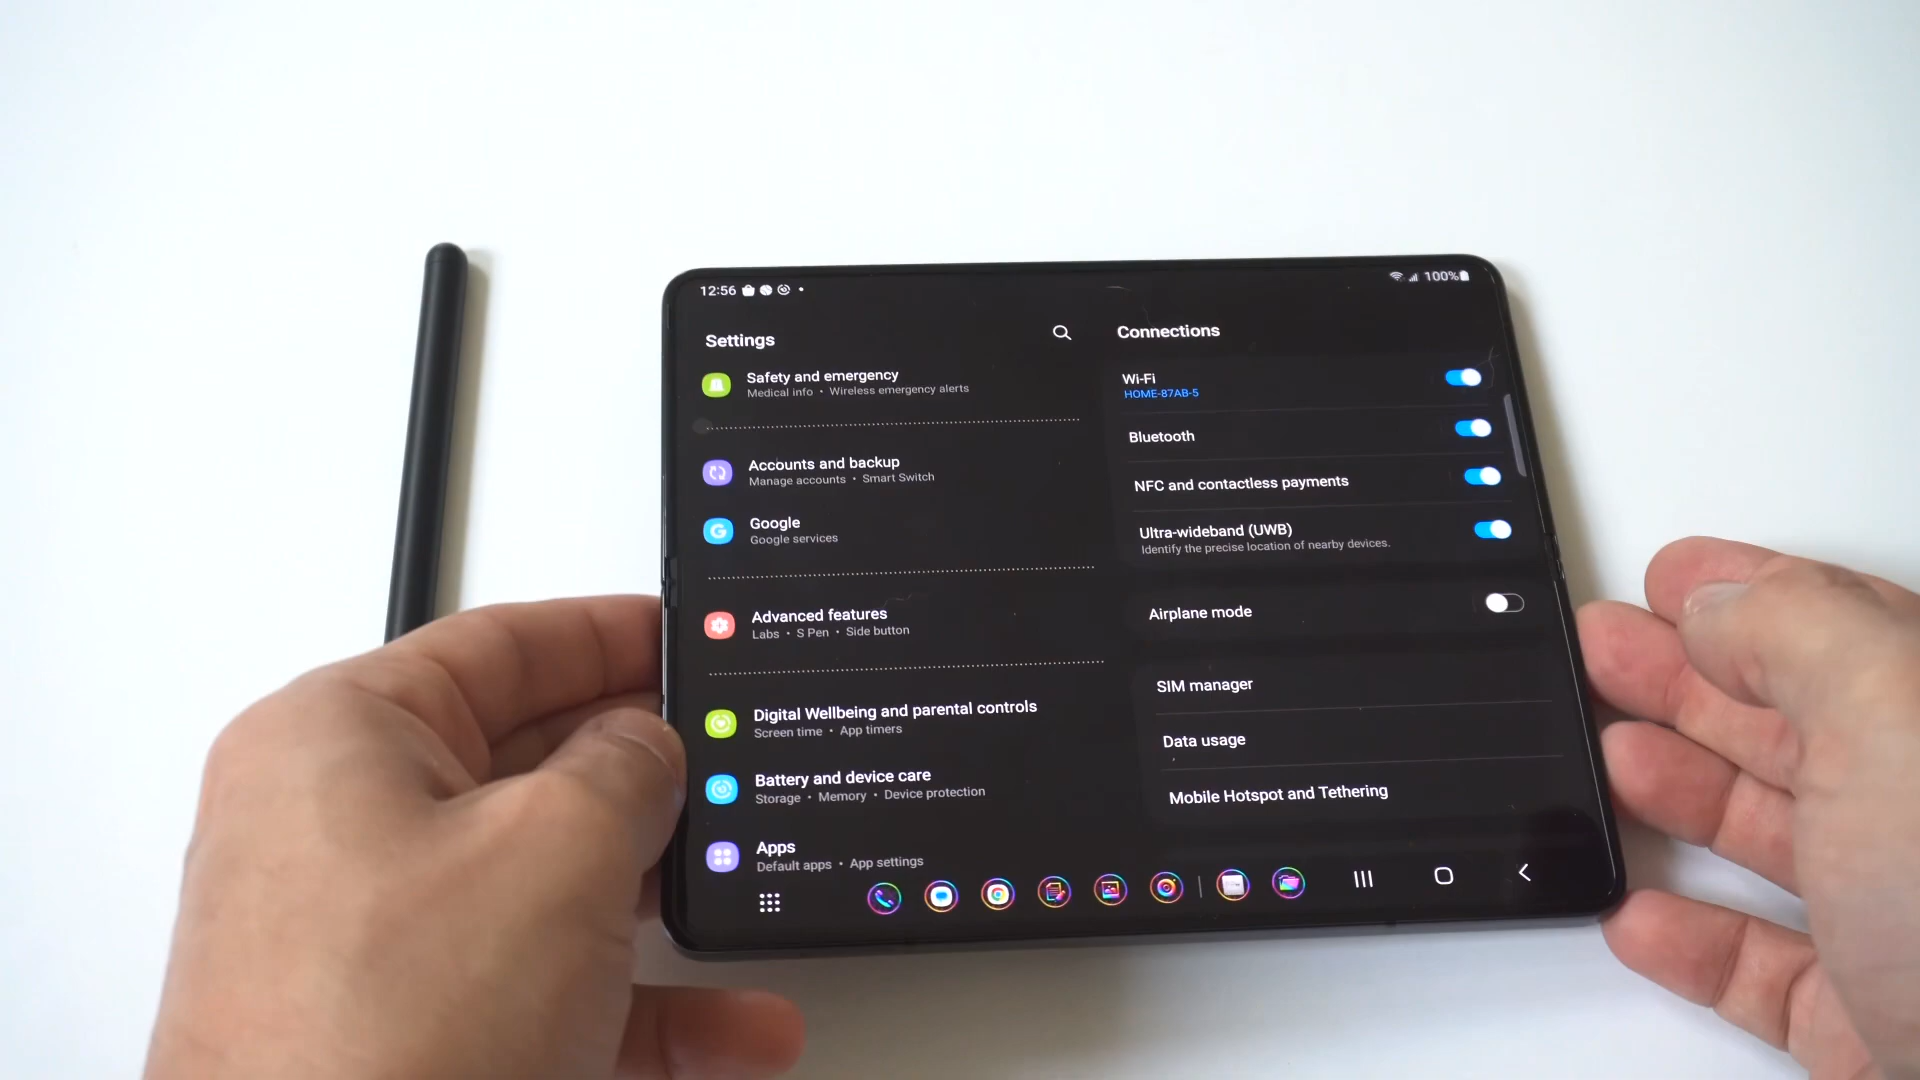 12:56
100%
Settings
Safety and emergency
Medical info • Wireless emergency alerts
Accounts and backup
Manage accounts • Smart Switch
Google
Google services
Advanced features
Labs • S Pen • Side button
Digital Wellbeing and parental controls
Screen time • App timers
Battery and device care
Storage • Memory • Device protection
Apps
Default apps • App settings
Connections
Wi-Fi
HOME-87AB-5
Bluetooth
NFC and contactless payments
Ultra-wideband (UWB)
Identify the precise location of nearby devices.
Airplane mode
SIM manager
Data usage
Mobile Hotspot and Tethering